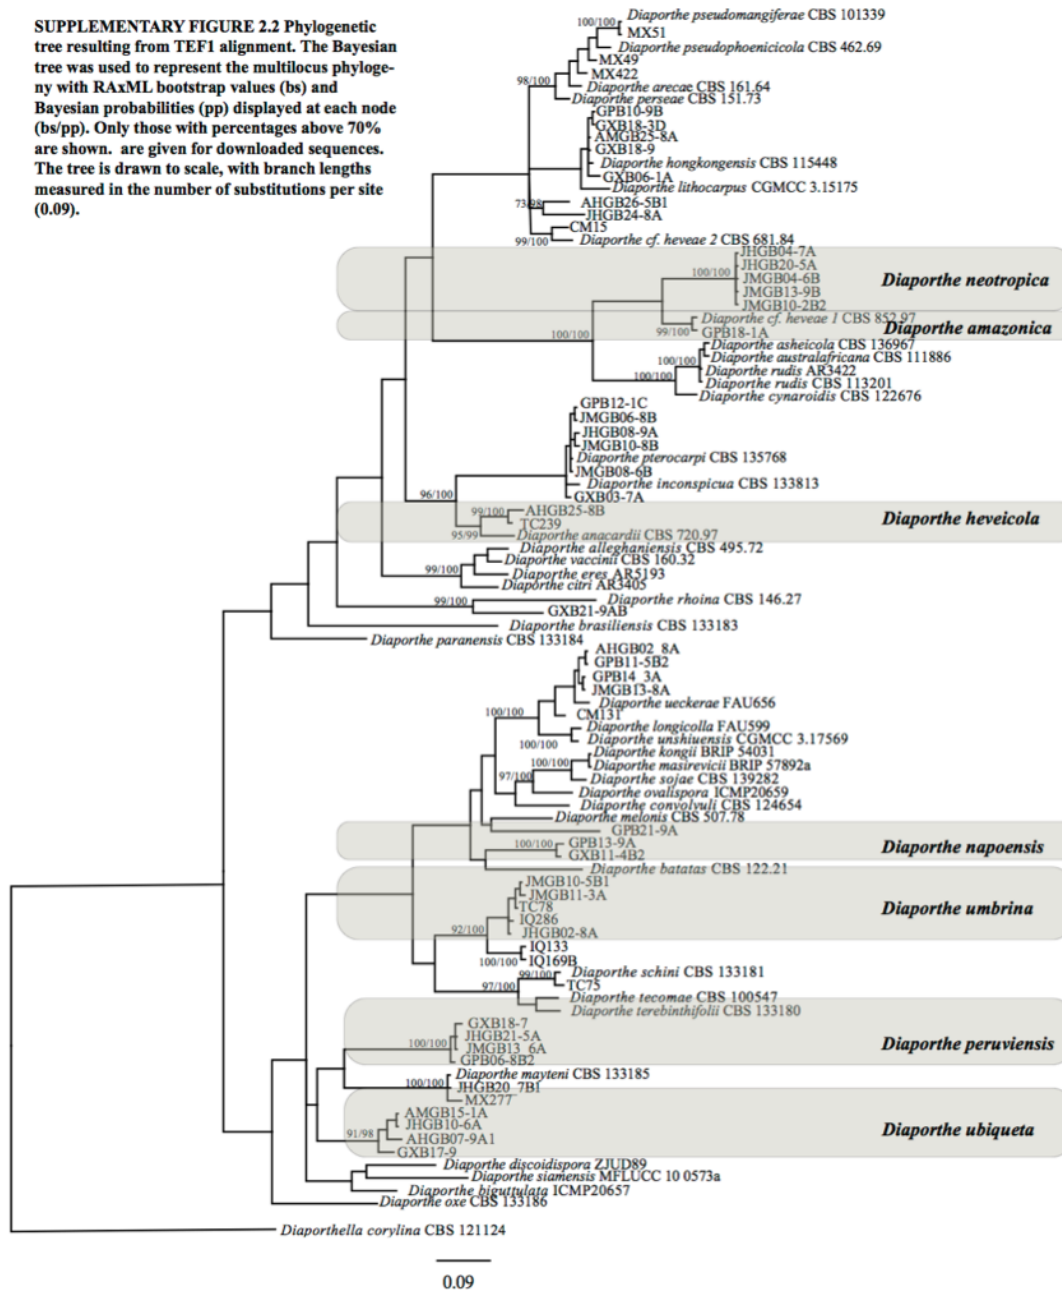 SUPPLEMENTARY FIGURE 2.2 Phylogenetic
tree resulting from TEF1 alignment. The Bayesian
tree was used to represent the multilocus phyloge-
ny with RAxML bootstrap values (bs) and
Bayesian probabilities (pp) displayed at each node
(bs/pp). Only those with percentages above 70%
are shown. are given for downloaded sequences.
The tree is drawn to scale, with branch lengths
measured in the number of substitutions per site
(0.09).
Diaporthe pseudomangiferae CBS 101339
100/100
MX51
Diaporthe pseudophoenicicola CBS 462.69
MX49
MX422
98/100
Diaporthe arecae CBS 161.64
Diaporthe perseae CBS 151.73
GPB10-9B
GXB18-3D
AMGB25-8A
GXB18-9
Diaporthe hongkongensis CBS 115448
GXB06-1A
Diaporthe lithocarpus CGMCC 3.15175
73/98
AHGB26-5B1
JHGB24-8A
CM15
99/100
Diaporthe cf. heveae 2 CBS 681.84
JHGB04-7A
JHGB20-5A
100/100
JMGB04-6B
Diaporthe neotropica
JMGB13-9B
JMGB10-2B2
Diaporthe cf. heveae 1 CBS 852.97
99/100
GPB18-1A
Diaporthe amazonica
100/100
Diaporthe asheicola CBS 136967
100/100
Diaporthe australafricana CBS 111886
Diaporthe rudis AR3422
100/100
Diaporthe rudis CBS 113201
Diaporthe cynaroidis CBS 122676
GPB12-1C
JMGB06-8B
JHGB08-9A
JMGB10-8B
Diaporthe pterocarpi CBS 135768
JMGB08-6B
Diaporthe inconspicua CBS 133813
96/100
GXB03-7A
99/100
AHGB25-8B
TC239
Diaporthe heveicola
95/99
Diaporthe anacardii CBS 720.97
Diaporthe alleghaniensis CBS 495.72
Diaporthe vaccinii CBS 160.32
99/100
Diaporthe eres AR5193
Diaporthe citri AR3405
99/100
Diaporthe rhoina CBS 146.27
GXB21-9AB
Diaporthe brasiliensis CBS 133183
Diaporthe paranensis CBS 133184
AHGB02_8A
GPB11-5B2
GPB14_3A
JMGB13-8A
Diaporthe ueckerae FAU656
100/100
CM131
Diaporthe longicolla FAU599
100/100
Diaporthe unshiuensis CGMCC 3.17569
Diaporthe kongii BRIP 54031
100/100
Diaporthe masirevicii BRIP 57892a
97/100
Diaporthe sojae CBS 139282
Diaporthe ovalispora ICMP20659
Diaporthe convolvuli CBS 124654
Diaporthe melonis CBS 507.78
GPB21-9A
100/100
GPB13-9A
GXB11-4B2
Diaporthe napoensis
Diaporthe batatas CBS 122.21
JMGB10-5B1
JMGB11-3A
TC78
Diaporthe umbrina
IQ286
92/100
JHGB02-8A
IQ133
100/100
IQ169B
99/100
Diaporthe schini CBS 133181
97/100
TC75
Diaporthe tecomae CBS 100547
Diaporthe terebinthifolii CBS 133180
GXB18-7
JHGB21-5A
100/100
JMGB13_6A
Diaporthe peruviensis
GPB06-8B2
Diaporthe mayteni CBS 133185
100/100
JHGB20_7B1
MX277
AMGB15-1A
JHGB10-6A
91/98
AHGB07-9A1
Diaporthe ubiqueta
GXB17-9
Diaporthe discoidispora ZJUD89
Diaporthe siamensis MFLUCC 10 0573a
Diaporthe biguttulata ICMP20657
Diaporthe oxe CBS 133186
Diaporthella corylina CBS 121124
0.09